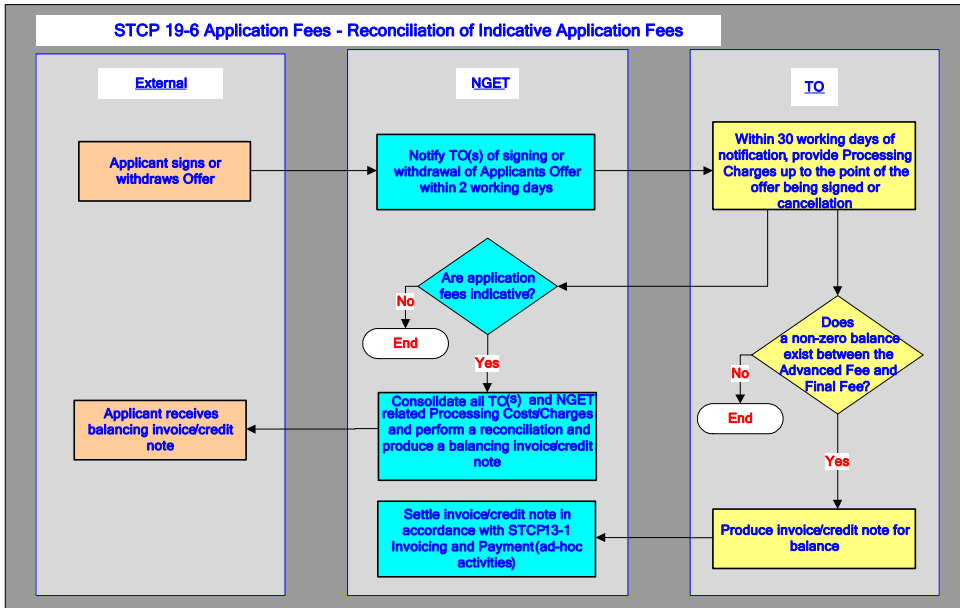 STCP 19-6 Application Fees - Reconciliation of Indicative Application Fees
External
NGET
TO
Applicant signs or
withdraws Offer
Notify TO(s) of signing or
withdrawal of Applicants Offer
within 2 working days
Within 30 working days of
notification, provide Processing
Charges up to the point of the
offer being signed or
cancellation
Are application
fees indicative?
No
End
Yes
Does
a non-zero balance
exist between the
Advanced Fee and
Final Fee?
No
End
Yes
Consolidate all TO(s) and NGET
related Processing Costs/Charges
and perform a reconciliation and
produce a balancing invoice/credit
note
Applicant receives
balancing invoice/credit
note
Settle invoice/credit note in
accordance with STCP13-1
Invoicing and Payment(ad-hoc
activities)
Produce invoice/credit note for
balance